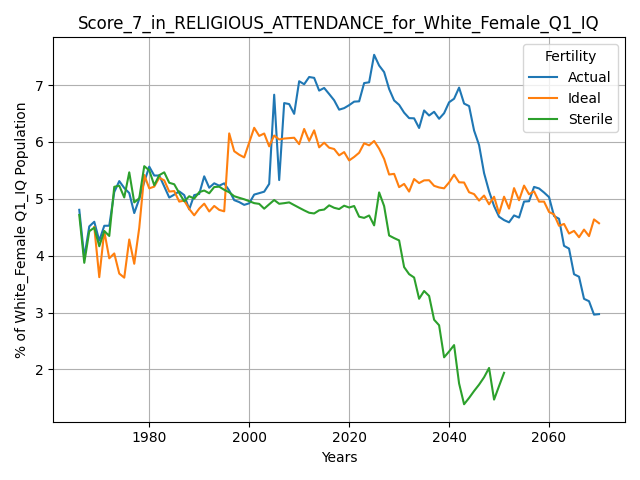 Score_7_in_RELIGIOUS_ATTENDANCE_for_White_Female_Q1_IQ
Fertility
Actual
Ideal
Sterile
% of White_Female Q1_IQ Population
7
6
5
4
3
2
1980
2000
2020
2040
2060
Years